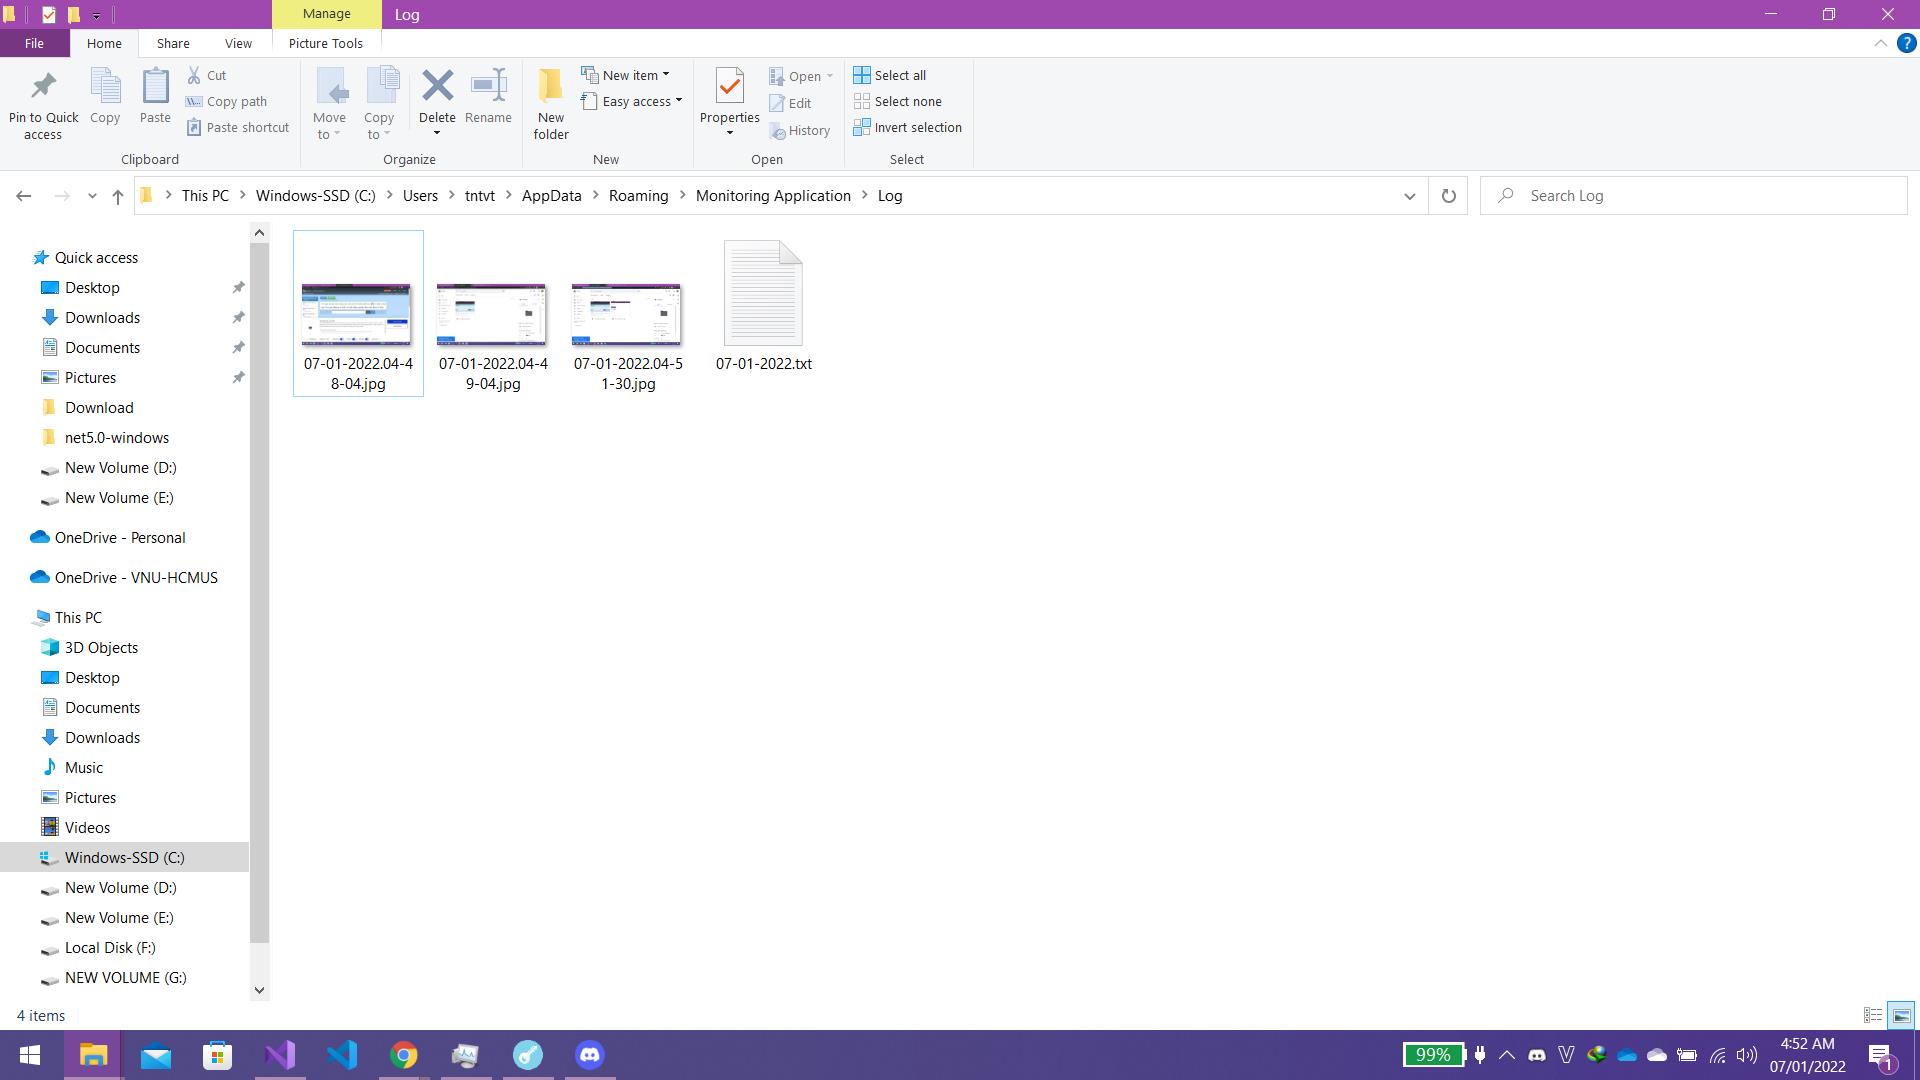 Manage
Log
File
Home
Share
View
Picture Tools
Pin to Quick access
Copy
Paste
Cut
Copy path
Paste shortcut
Clipboard
Move to
Copy to
Delete
Rename
Organize
New folder
New item
Easy access
New
Properties
Open
Edit
History
Open
Select all
Select none
Invert selection
Select
This PC
Windows-SSD (C:)
Users
tntvt
AppData
Roaming
Monitoring Application
Log
Search Log
Quick access
Desktop
Downloads
Documents
Pictures
Download
net5.0-windows
New Volume (D:)
New Volume (E:)
OneDrive - Personal
OneDrive - VNU-HCMUS
This PC
3D Objects
Desktop
Documents
Downloads
Music
Pictures
Videos
Windows-SSD (C:)
New Volume (D:)
New Volume (E:)
Local Disk (F:)
NEW VOLUME (G:)
07-01-2022.04-4
8-04.jpg
07-01-2022.04-4
9-04.jpg
07-01-2022.04-5
1-30.jpg
07-01-2022.txt
4 items
99%
4:52 AM
07/01/2022
1